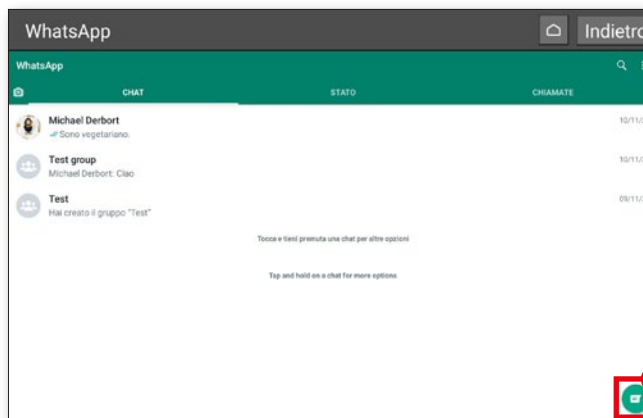 WhatsApp
Indietro
WhatsApp
CHAT STATO CHIAMATE
Michael Derbort
10/11/
Sono vegetariano.
Test group
10/11/
Michael Derbort: Ciao
Test
09/11/
Hai creato il gruppo "Test"
Tocca e tieni premuta una chat per altre opzioni
Tap and hold on a chat for more options